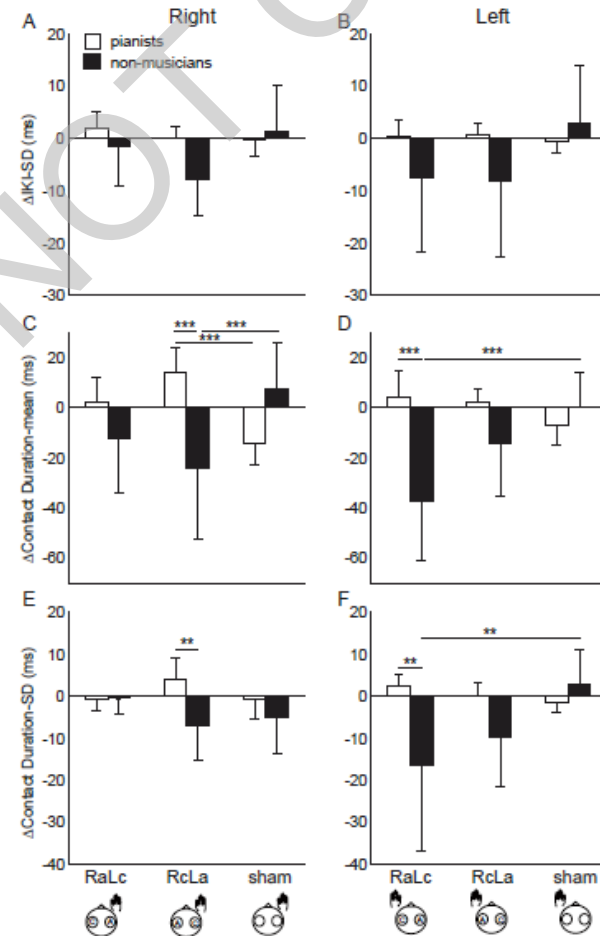 Right
Left
A
B
pianists
non-musicians
ΔIKI-SD (ms)
20
10
0
-10
-20
-30
20
10
0
-10
-20
-30
C
D
ΔContact Duration-mean (ms)
20
0
-20
-40
-60
***
***
***
20
0
-20
-40
-60
***
***
E
F
ΔContact Duration-SD (ms)
20
10
0
-10
-20
-30
-40
**
20
10
0
-10
-20
-30
-40
**
**
RaLc
RcLa
sham
RaLc
RcLa
sham
C A
A C
C A
A C
NOT